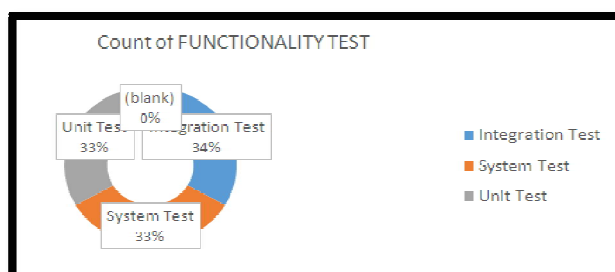 Count of FUNCTIONALITY TEST
(blank)
0%
Unit Test
33%
Integration Test
34%
System Test
33%
Integration Test
System Test
Unit Test